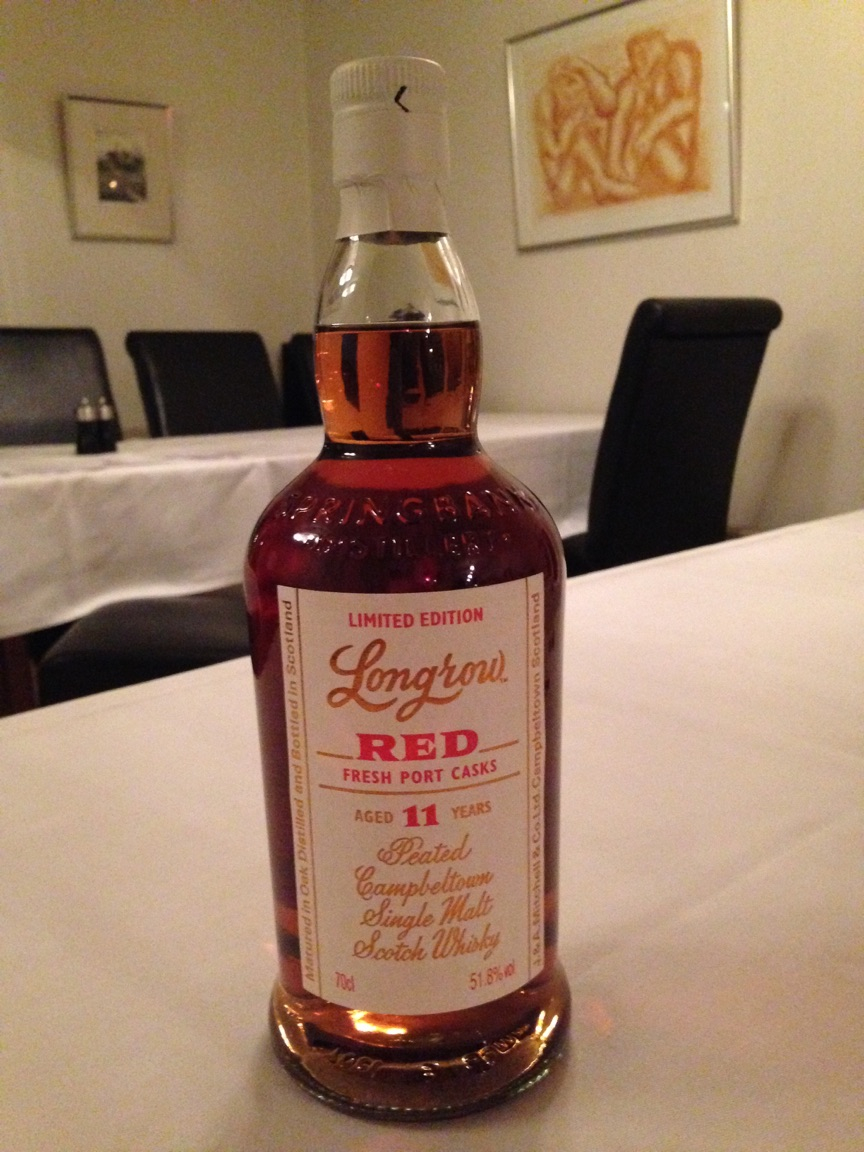 SPRINGBANK
DISTILLERY
LIMITED EDITION
Longrow
RED
FRESH PORT CASKS
AGED 11 YEARS
Peated
Campbeltown
Single Malt
Scotch Whisky
70cl 51.8% vol
Matured in Oak Distilled and Bottled in Scotland
J.& A. Mitchell & Co. Ltd. Campbeltown Scotland